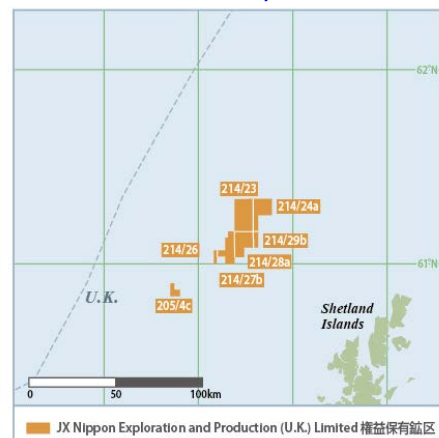 62°N
214/23
214/24a
214/29b
214/26
214/28a
61°N
214/27b
U.K.
205/4c
Shetland
Islands
0 50 100km
JX Nippon Exploration and Production (U.K.) Limited 権益保有鉱区